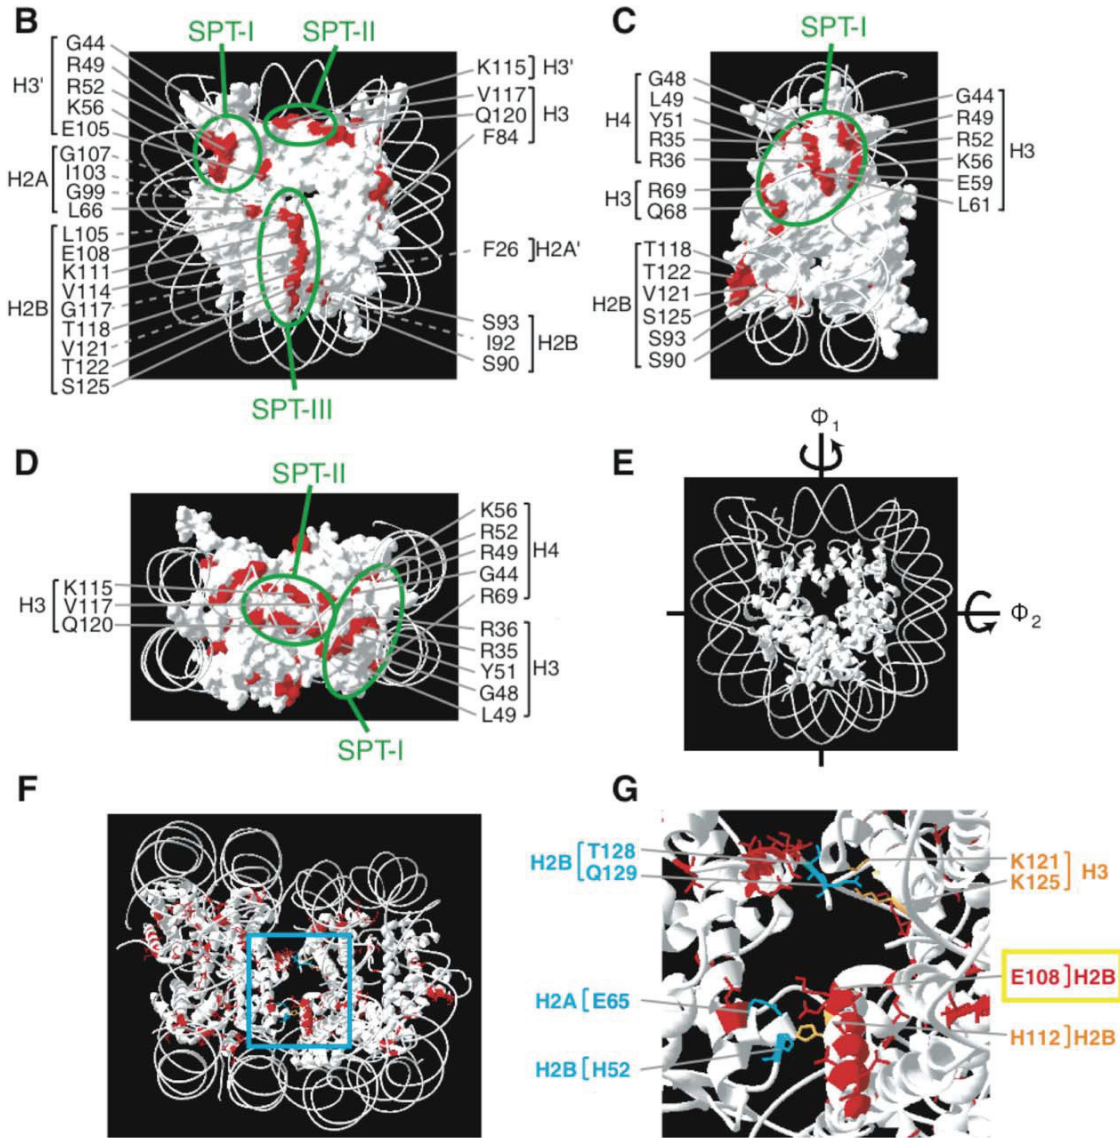 B
SPT-I
SPT-II
H3'
G44
R49
R52
K56
E105
H2A
G107
I103
G99
L66
H2B
L105
E108
K111
V114
G117
T118
V121
T122
S125
K115 ] H3'
V117
Q120
F84
H3
F26 ] H2A'
S93
I92
S90
H2B
SPT-III
C
SPT-I
H4
G48
L49
Y51
R35
R36
H3
R69
Q68
H2B
T118
T122
V121
S125
S93
S90
G44
R49
R52
K56
E59
L61
H3
D
SPT-II
H3
K115
V117
Q120
K56
R52
R49
G44
R69
H4
R36
R35
Y51
G48
L49
H3
SPT-I
E
Φ1
Φ2
F
G
H2B
T128
Q129
K121
K125
H3
E108 ] H2B
H2A [ E65
H112 ] H2B
H2B [ H52